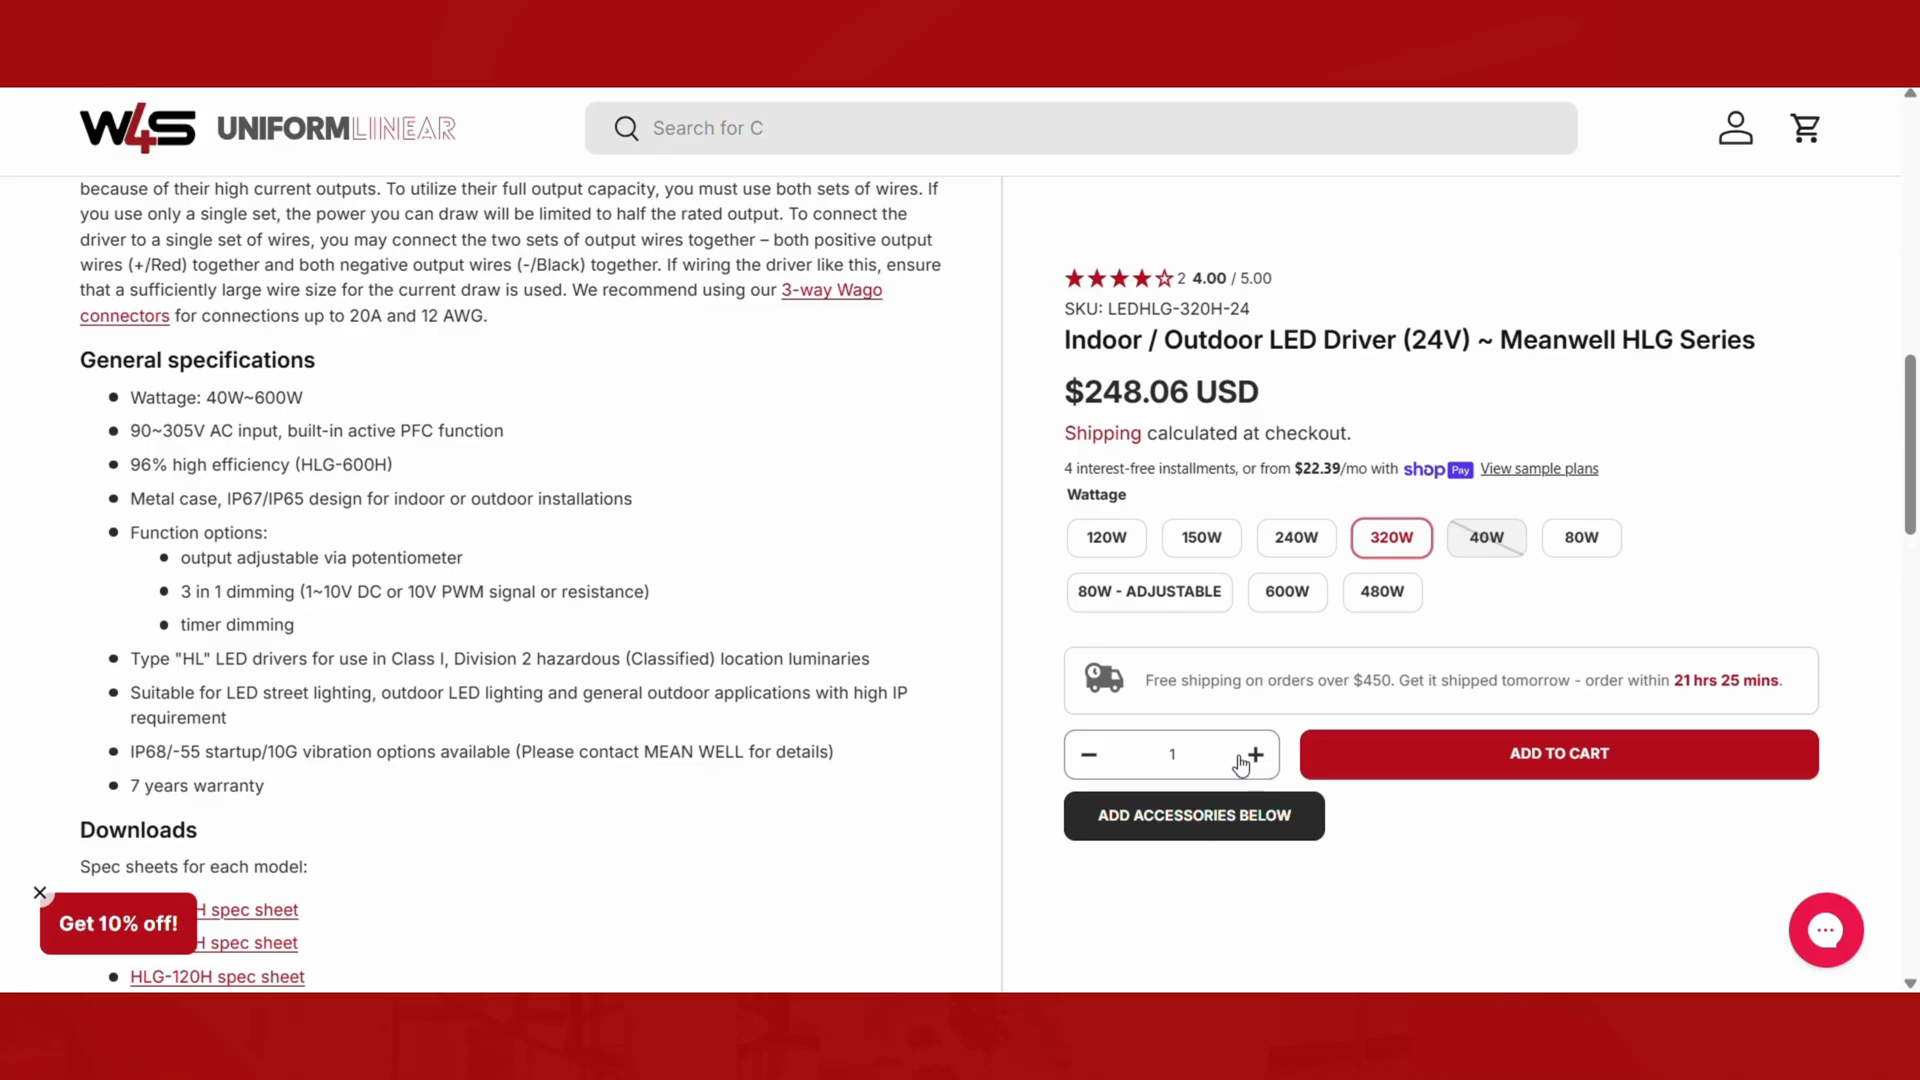 W4S UNIFORMLINEAR
Search for C
because of their high current outputs. To utilize their full output capacity, you must use both sets of wires. If
you use only a single set, the power you can draw will be limited to half the rated output. To connect the
driver to a single set of wires, you may connect the two sets of output wires together – both positive output
wires (+/Red) together and both negative output wires (-/Black) together. If wiring the driver like this, ensure
that a sufficiently large wire size for the current draw is used. We recommend using our 3-way Wago
connectors for connections up to 20A and 12 AWG.
General specifications
Wattage: 40W~600W
90~305V AC input, built-in active PFC function
96% high efficiency (HLG-600H)
Metal case, IP67/IP65 design for indoor or outdoor installations
Function options:
output adjustable via potentiometer
3 in 1 dimming (1~10V DC or 10V PWM signal or resistance)
timer dimming
Type "HL" LED drivers for use in Class I, Division 2 hazardous (Classified) location luminaries
Suitable for LED street lighting, outdoor LED lighting and general outdoor applications with high IP
requirement
IP68/-55 startup/10G vibration options available (Please contact MEAN WELL for details)
7 years warranty
Downloads
Spec sheets for each model:
H spec sheet
H spec sheet
HLG-120H spec sheet
Get 10% off!
2 4.00 / 5.00
SKU: LEDHLG-320H-24
Indoor / Outdoor LED Driver (24V) ~ Meanwell HLG Series
$248.06 USD
Shipping calculated at checkout.
4 interest-free installments, or from $22.39/mo with shop Pay View sample plans
Wattage
120W 150W 240W 320W 40W 80W
80W - ADJUSTABLE 600W 480W
Free shipping on orders over $450. Get it shipped tomorrow - order within 21 hrs 25 mins.
1
ADD TO CART
ADD ACCESSORIES BELOW